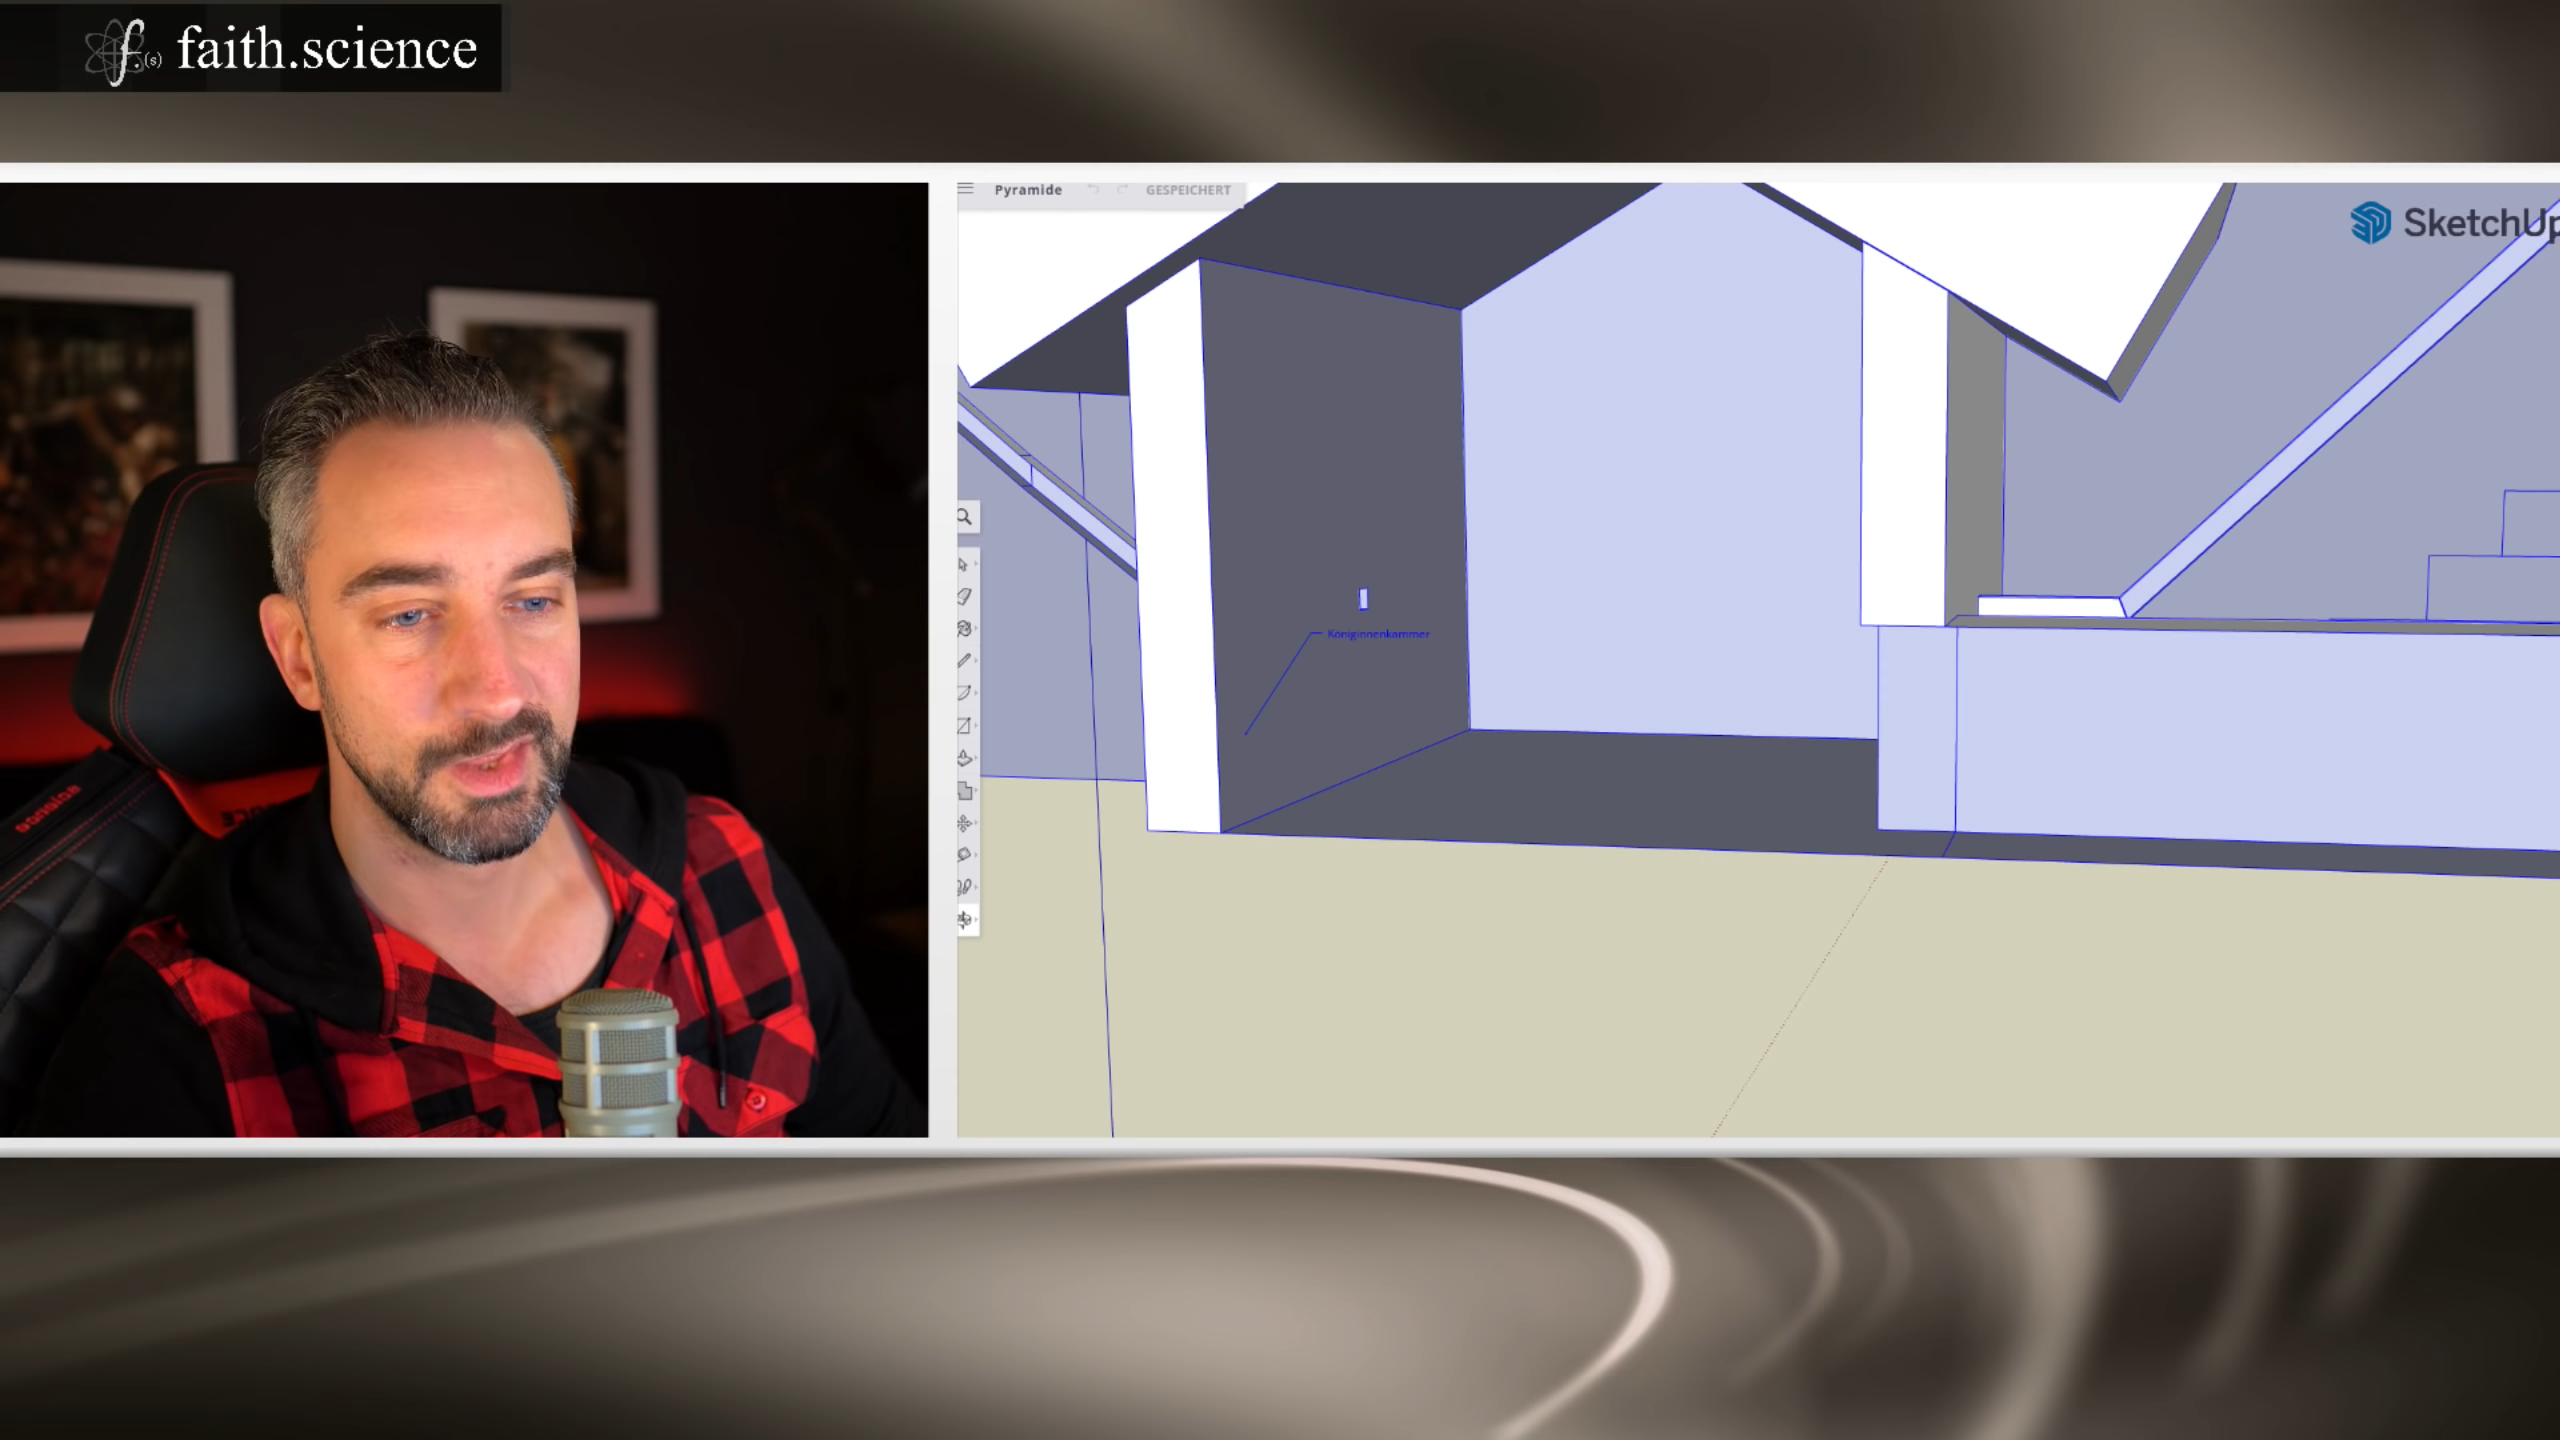 f.(s) faith.science
Pyramide GESPEICHERT
SketchUp
Königinnenkammer